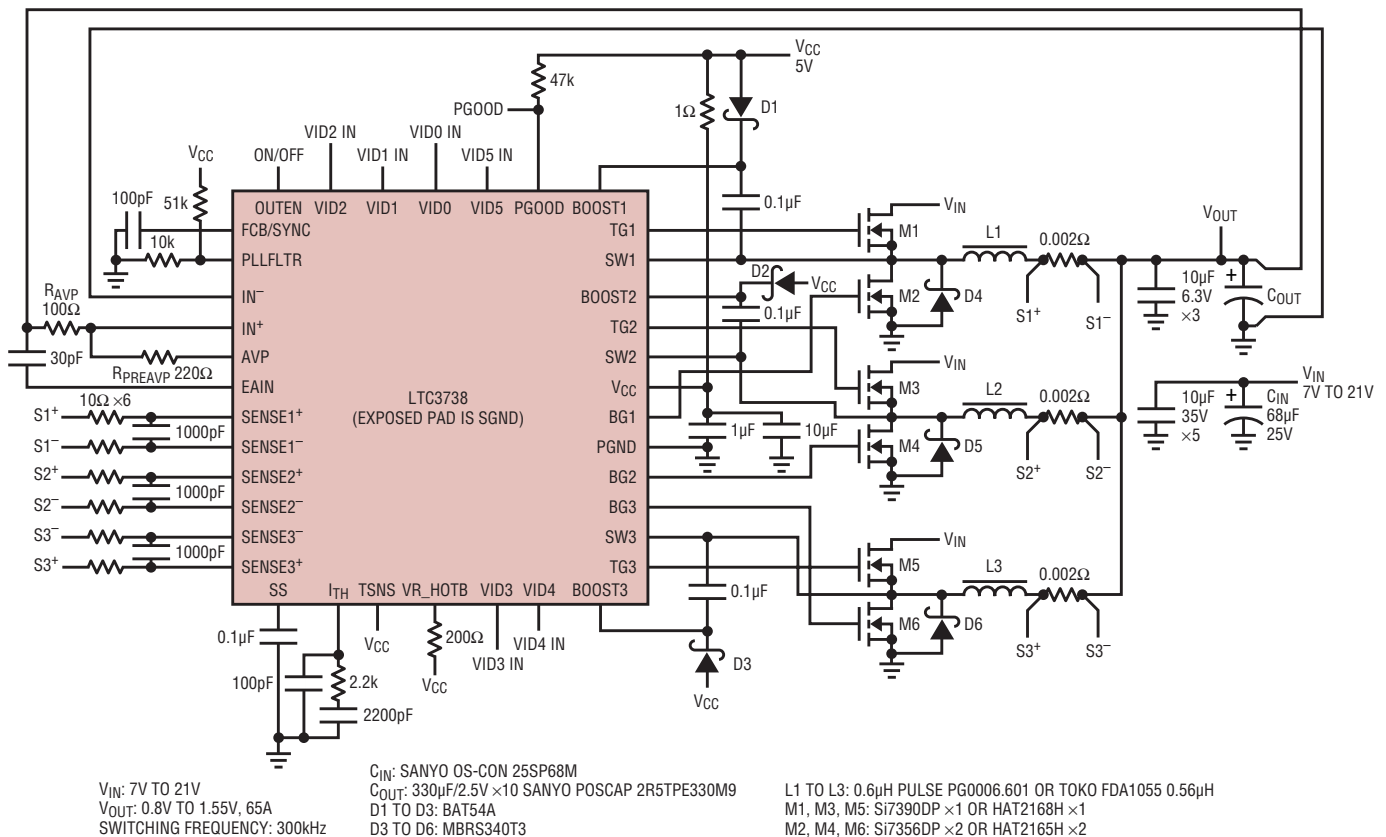 VCC
5V
47k
PGOOD
1Ω
D1
VID2 IN
VID0 IN
VCC
ON/OFF
VID1 IN
VID5 IN
100pF
51k
0.1µF
OUTEN
VID2
VID1
VID0
VID5
PGOOD
BOOST1
VIN
FCB/SYNC
TG1
M1
10k
L1
0.002Ω
VOUT
PLLFLTR
SW1
D2
VCC
RAVP
100Ω
IN–
BOOST2
0.1µF
M2
D4
S1+
S1–
10µF
6.3V
×3
+
COUT
IN+
TG2
30pF
AVP
SW2
RPREAVP 220Ω
VIN
EAIN
LTC3738
(EXPOSED PAD IS SGND)
VCC
M3
VIN
7V TO 21V
S1+
10Ω ×6
SENSE1+
BG1
L2
0.002Ω
10µF
35V
×5
+
CIN
68µF
25V
1000pF
1µF
10µF
S1–
SENSE1–
PGND
M4
D5
S2+
SENSE2+
BG2
S2+
S2–
1000pF
S2–
SENSE2–
BG3
S3–
SENSE3–
SW3
VIN
1000pF
S3+
SENSE3+
TG3
M5
L3
0.002Ω
SS
ITH
TSNS
VR_HOTB
VID3
VID4
BOOST3
0.1µF
M6
D6
0.1µF
VCC
200Ω
VID3 IN
VID4 IN
S3+
S3–
100pF
2.2k
VCC
D3
VCC
2200pF
VIN: 7V TO 21V
VOUT: 0.8V TO 1.55V, 65A
SWITCHING FREQUENCY: 300kHz
CIN: SANYO OS-CON 25SP68M
COUT: 330µF/2.5V ×10 SANYO POSCAP 2R5TPE330M9
D1 TO D3: BAT54A
D3 TO D6: MBRS340T3
L1 TO L3: 0.6µH PULSE PG0006.601 OR TOKO FDA1055 0.56µH
M1, M3, M5: Si7390DP ×1 OR HAT2168H ×1
M2, M4, M6: Si7356DP ×2 OR HAT2165H ×2